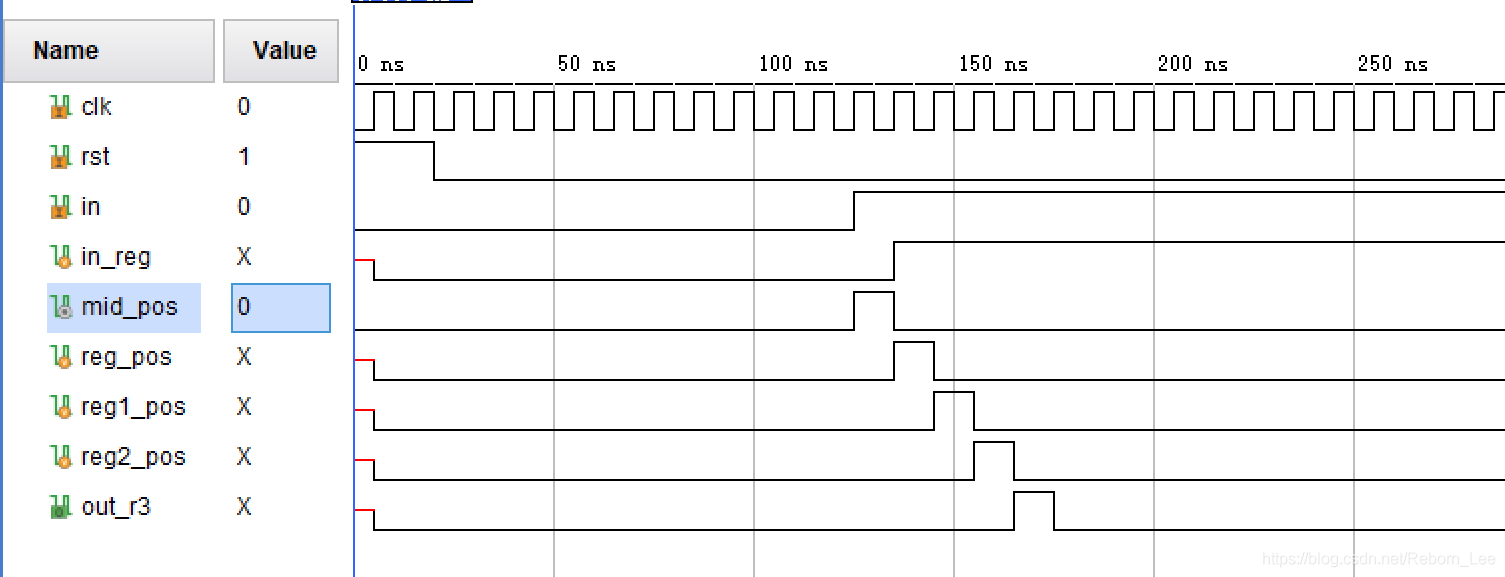 Name Value
0 ns 50 ns 100 ns 150 ns 200 ns 250 ns
clk 0
rst 1
in 0
in_reg X
mid_pos 0
reg_pos X
reg1_pos X
reg2_pos X
out_r3 X
https://blog.csdn.net/Reborn_Lee